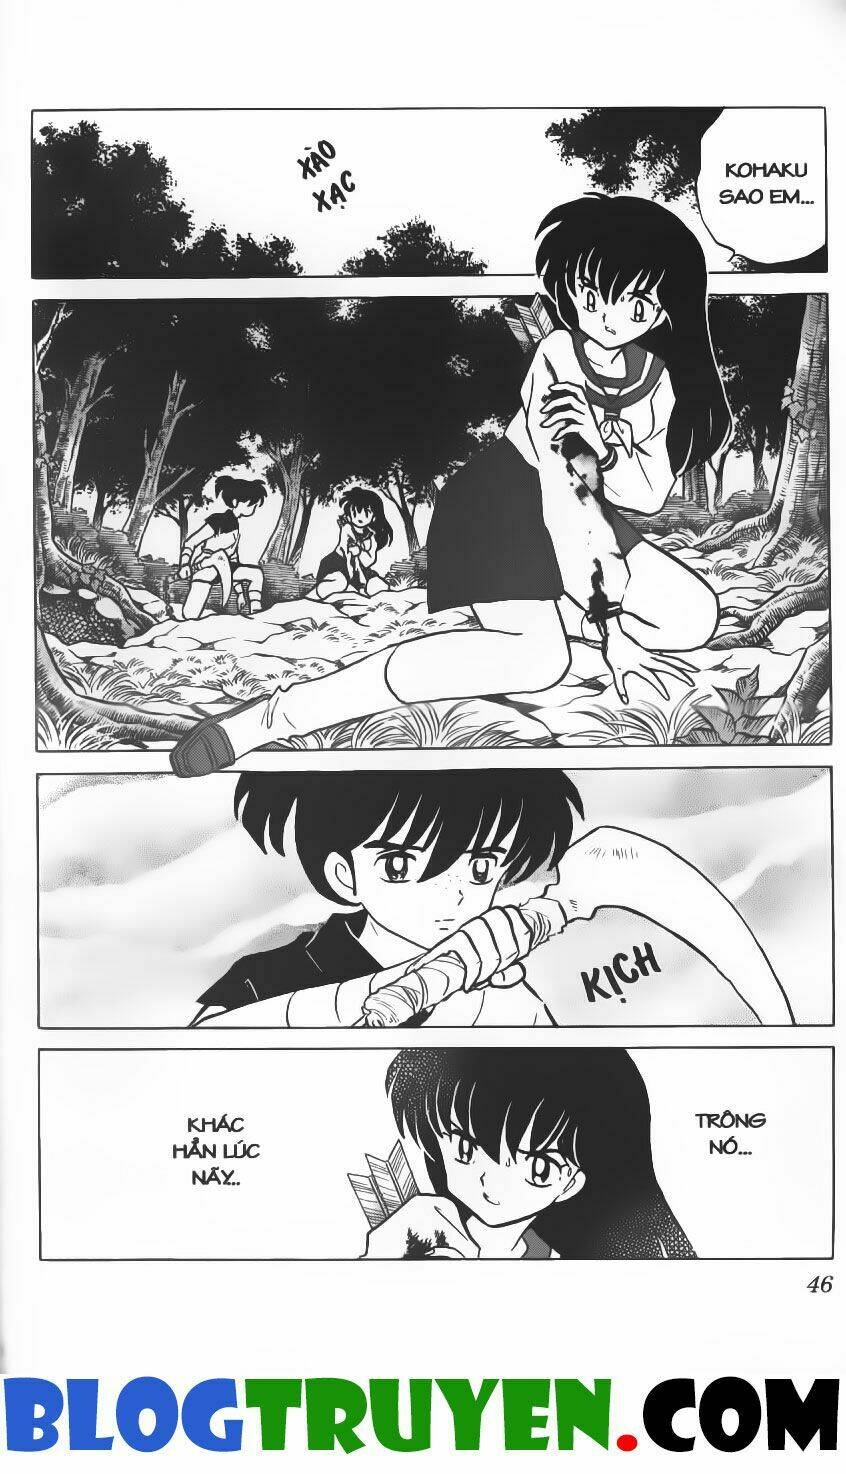 KOHAKU
SAO EM...
XÀO
XẠC
KỊCH
TRÔNG
NÓ...
KHÁC
HẲN LÚC
NÃY...
46
BLOGTRUYEN.COM